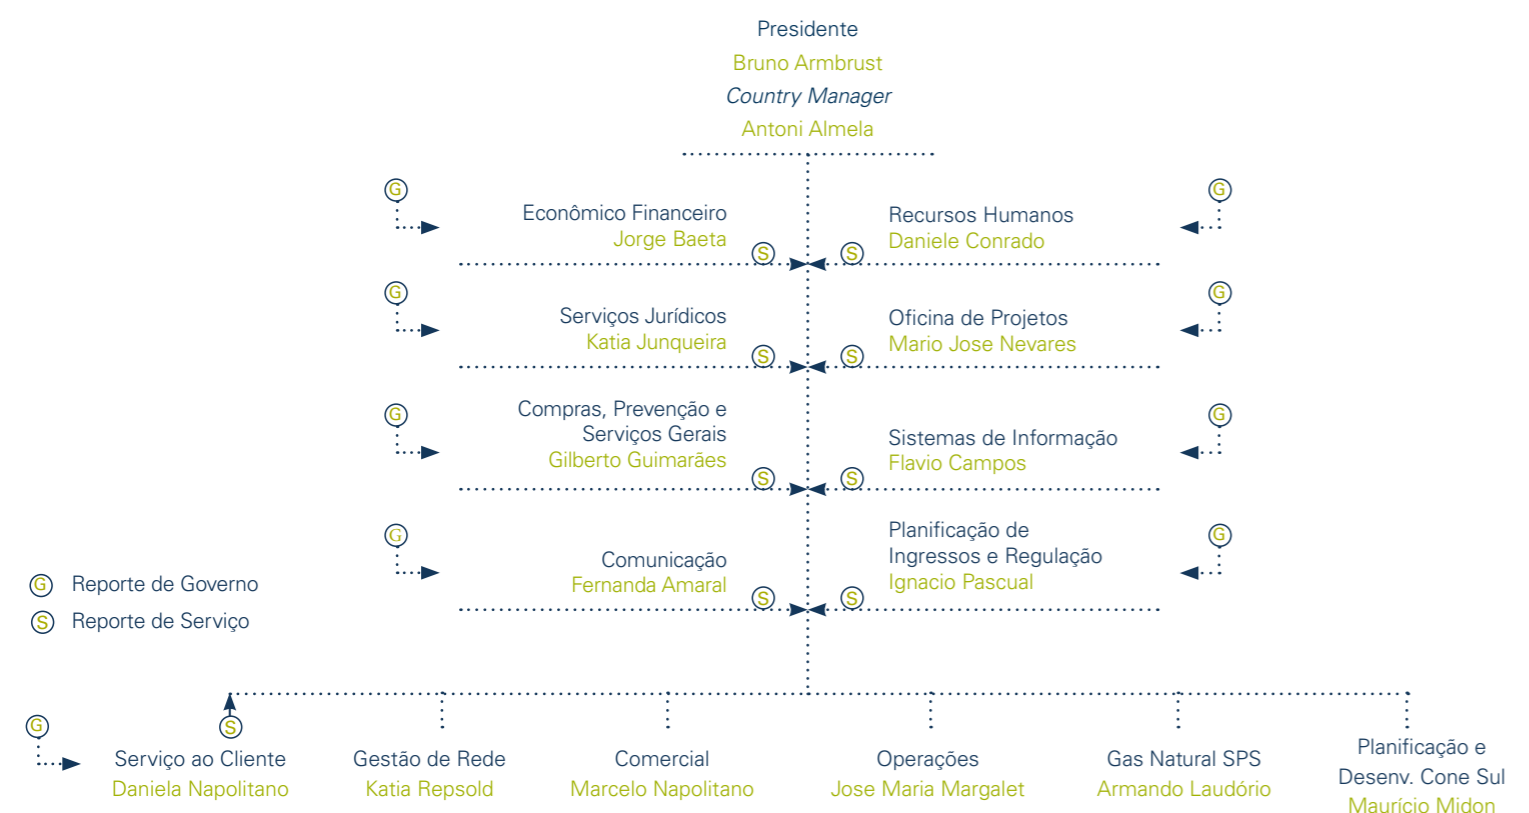 Presidente
Bruno Armbrust
Country Manager
Antoni Almela
G
G
Econômico Financeiro
Jorge Baeta
S
S
Recursos Humanos
Daniele Conrado
G
G
Serviços Jurídicos
Katia Junqueira
S
S
Oficina de Projetos
Mario Jose Nevares
G
G
Compras, Prevenção e
Serviços Gerais
Gilberto Guimarães
S
S
Sistemas de Informação
Flavio Campos
G
G
Comunicação
Fernanda Amaral
S
S
Planificação de
Ingressos e Regulação
Ignacio Pascual
G Reporte de Governo
S Reporte de Serviço
G
S
Serviço ao Cliente
Daniela Napolitano
Gestão de Rede
Katia Repsold
Comercial
Marcelo Napolitano
Operações
Jose Maria Margalet
Gas Natural SPS
Armando Laudório
Planificação e
Desenv. Cone Sul
Maurício Midon